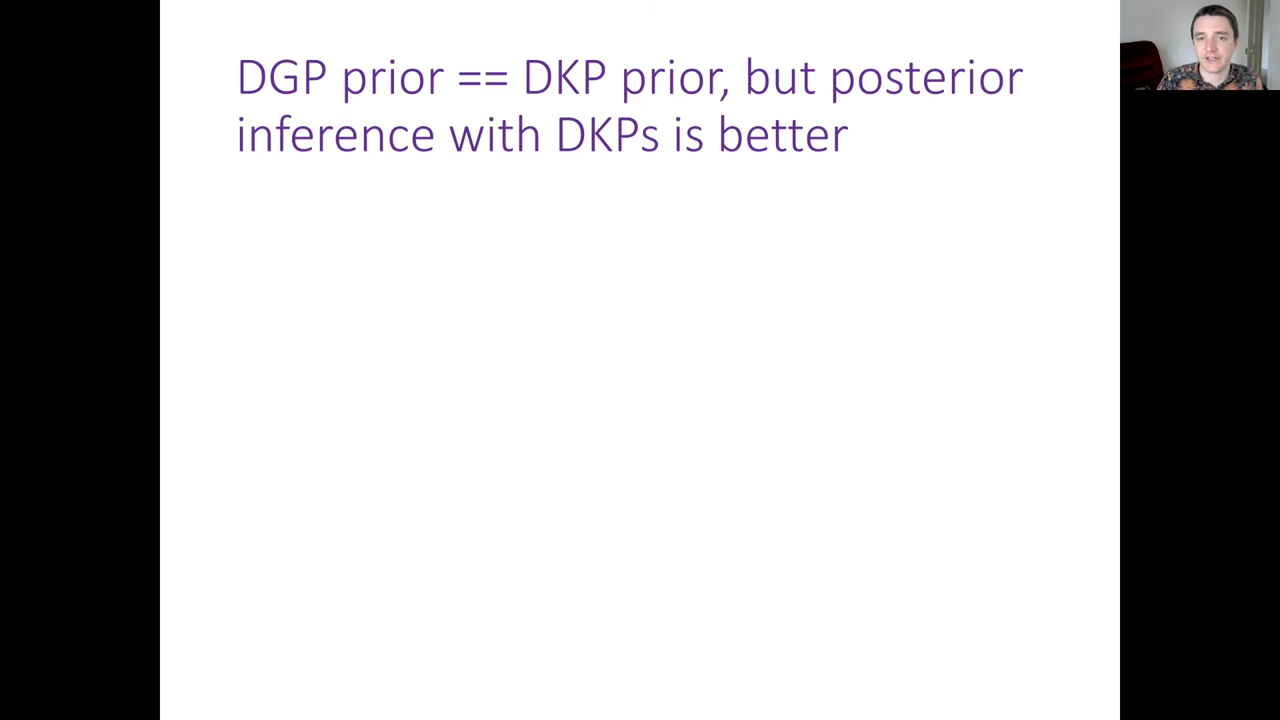 DGP prior == DKP prior, but posterior
inference with DKPs is better